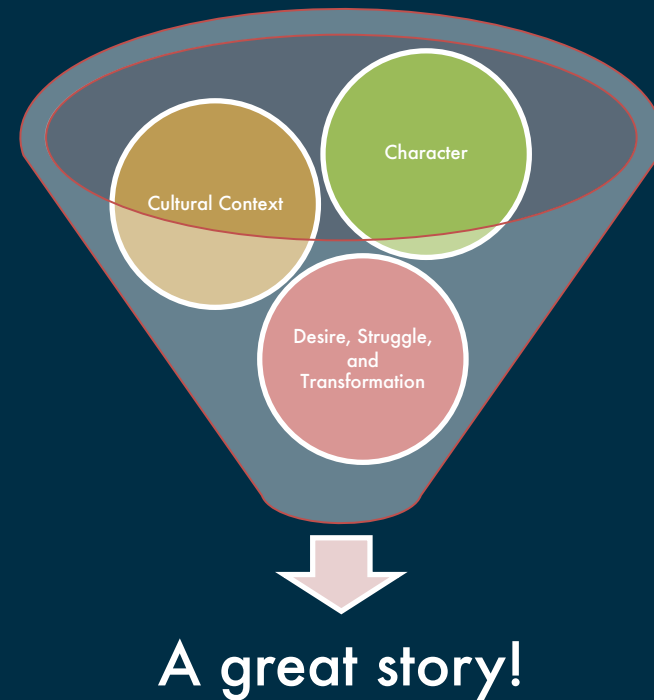 Character
Cultural Context
Desire, Struggle,
and
Transformation
A great story!